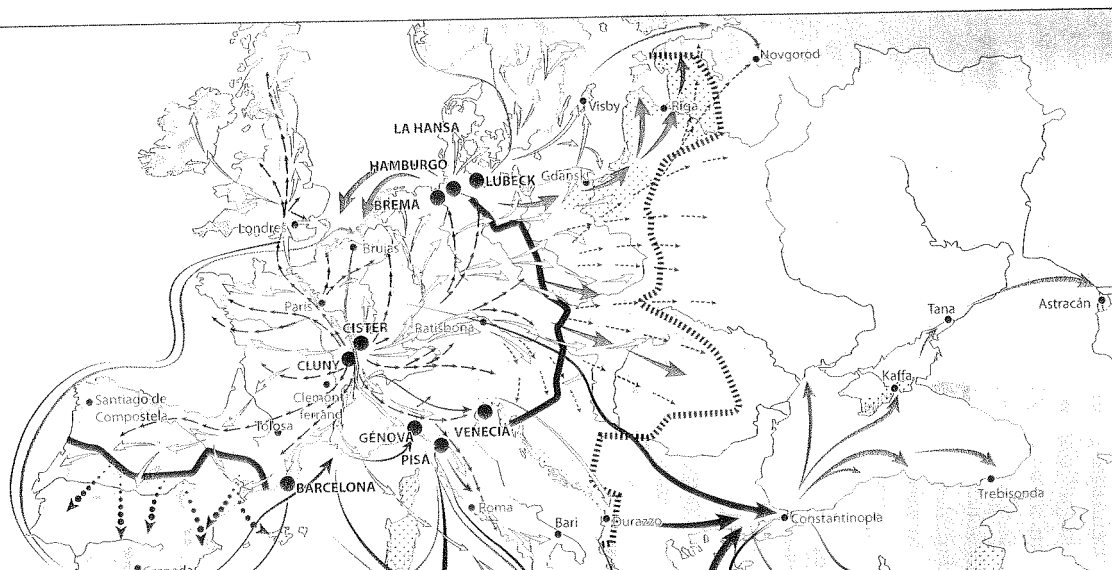 Novgorod
Visby
Riga
LA HANSA
HAMBURGO
LUBECK
Gdansk
BREMA
Londres
Brujas
París
Tana
Astracán
CISTER
Ratisbona
CLUNY
Kaffa
Clemont
ferrand
Santiago de
Compostela
Tolosa
GÉNOVA
VENECIA
PISA
BARCELONA
Trebisonda
Roma
Bari
Durazzo
Constantinopla